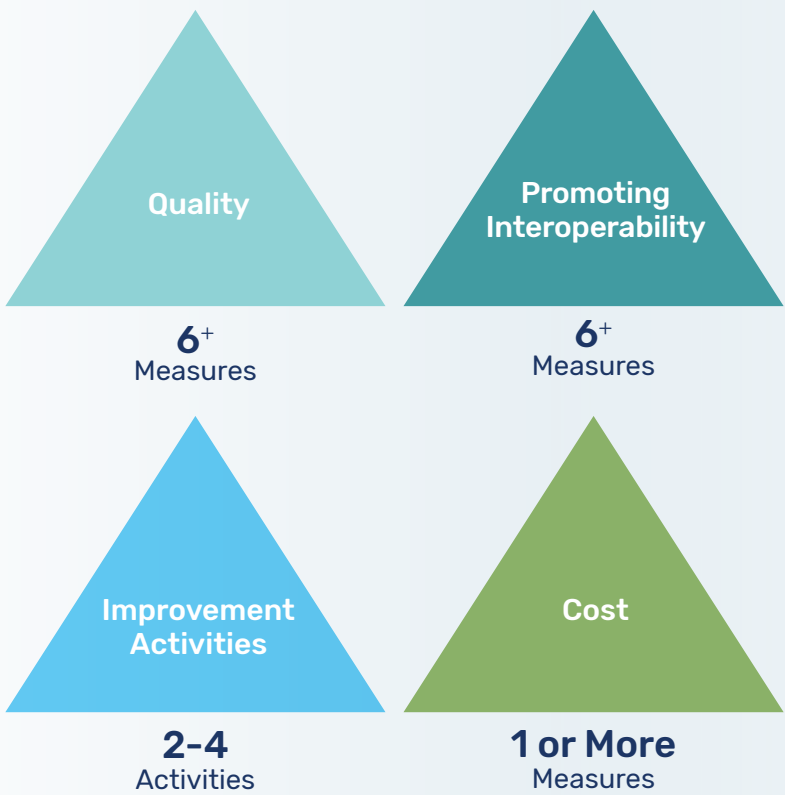 Quality
6+
Measures
Promoting
Interoperability
6+
Measures
Improvement
Activities
2-4
Activities
Cost
1 or More
Measures